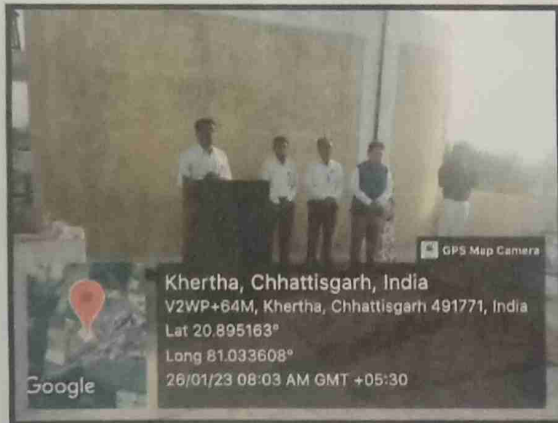 GPS Map Camera
Khertha, Chhattisgarh, India
V2WP+64M, Khertha, Chhattisgarh 491771, India
Lat 20.895163°
Long 81.033608°
26/01/23 08:03 AM GMT +05:30
Google